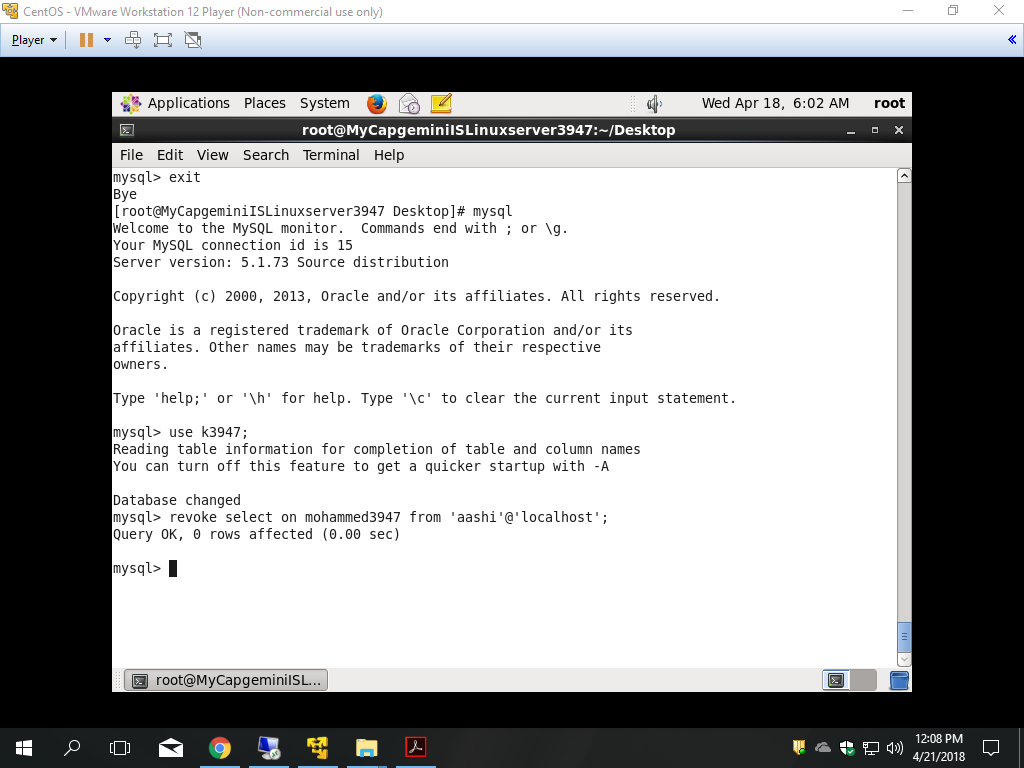 CentOS - VMware Workstation 12 Player (Non-commercial use only)
Player
Applications Places System Wed Apr 18, 6:02 AM root
root@MyCapgeminiISLinuxserver3947:~/Desktop
File Edit View Search Terminal Help
mysql> exit
Bye
[root@MyCapgeminiISLinuxserver3947 Desktop]# mysql
Welcome to the MySQL monitor.  Commands end with ; or \g.
Your MySQL connection id is 15
Server version: 5.1.73 Source distribution
Copyright (c) 2000, 2013, Oracle and/or its affiliates. All rights reserved.
Oracle is a registered trademark of Oracle Corporation and/or its
affiliates. Other names may be trademarks of their respective
owners.
Type 'help;' or '\h' for help. Type '\c' to clear the current input statement.
mysql> use k3947;
Reading table information for completion of table and column names
You can turn off this feature to get a quicker startup with -A
Database changed
mysql> revoke select on mohammed3947 from 'aashi'@'localhost';
Query OK, 0 rows affected (0.00 sec)
mysql>
root@MyCapgeminiISL...
12:08 PM
4/21/2018